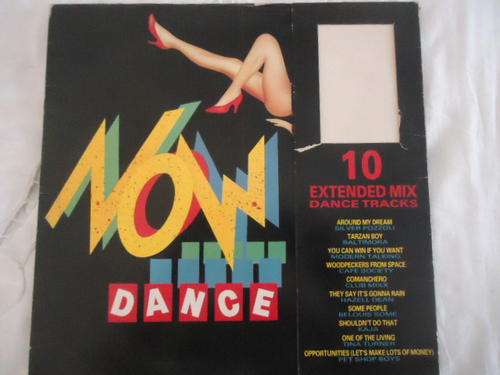 NOW
DANCE
10
EXTENDED MIX
DANCE TRACKS
AROUND MY DREAM
SILVER POZZOLI
TARZAN BOY
BALTIMORA
YOU CAN WIN IF YOU WANT
MODERN TALKING
WOODPECKERS FROM SPACE
CAFE SOCIETY
COMANCHERO
CLUB MIXX
THEY SAY IT'S GONNA RAIN
HAZELL DEAN
SOME PEOPLE
BELOUIS SOME
SHOULDN'T DO THAT
KAJA
ONE OF THE LIVING
TINA TURNER
OPPORTUNITIES (LET'S MAKE LOTS OF MONEY)
PET SHOP BOYS